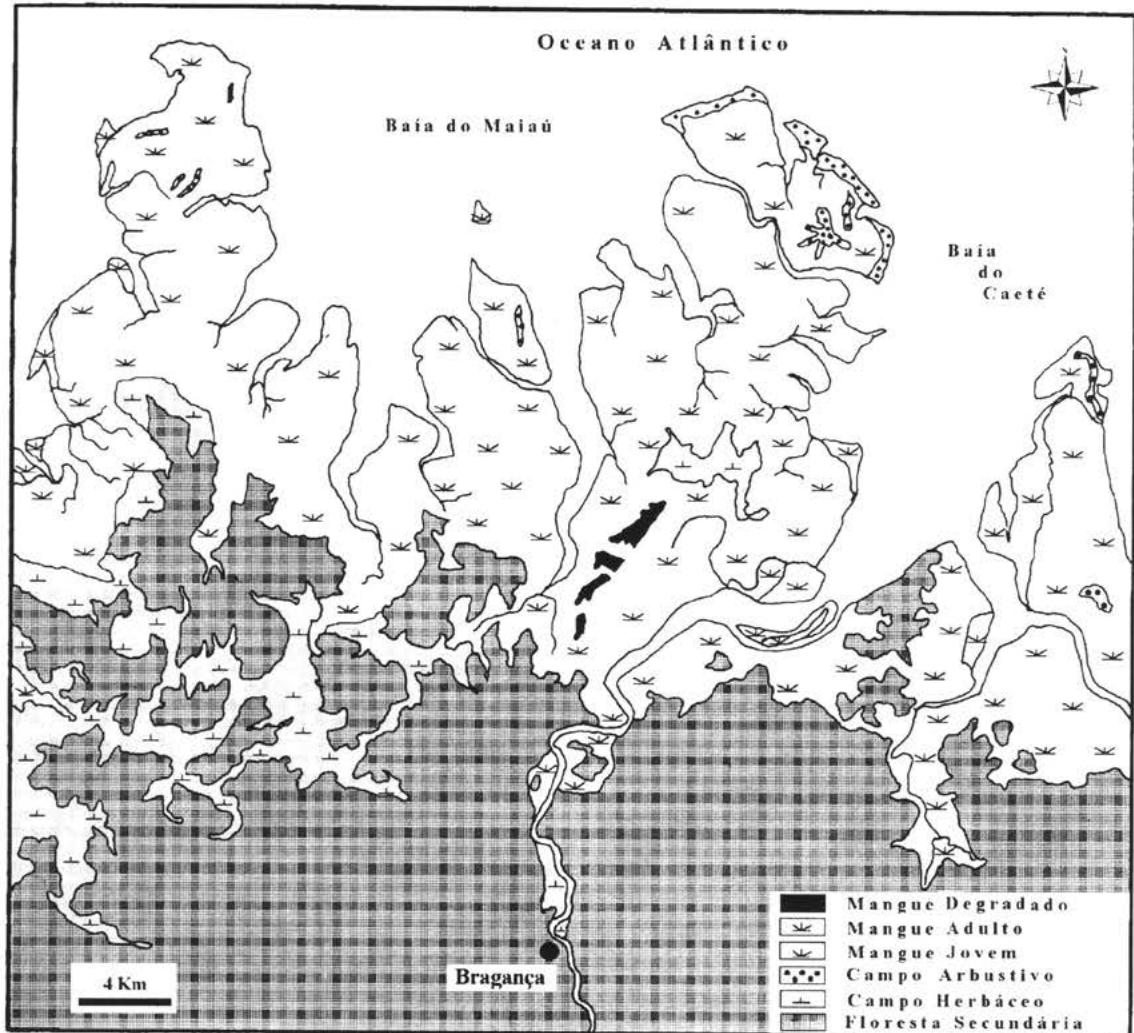 Oceano Atlântico
Baía do Maiaú
Baía
do
Caeté
Mangue Degradado
Mangue Adulto
Mangue Jovem
Campo Arbustivo
Campo Herbáceo
Floresta Secundária
Bragança
4 Km